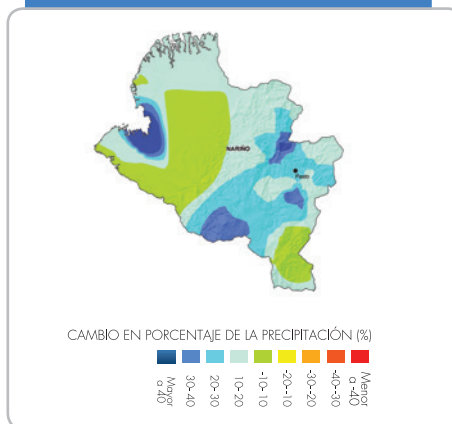 NARIÑO
Pasto
CAMBIO EN PORCENTAJE DE LA PRECIPITACIÓN (%)
Mayor a 40
30-40
20-30
10-20
-10-10
-20-10
-30-20
-40-30
Menor a -40